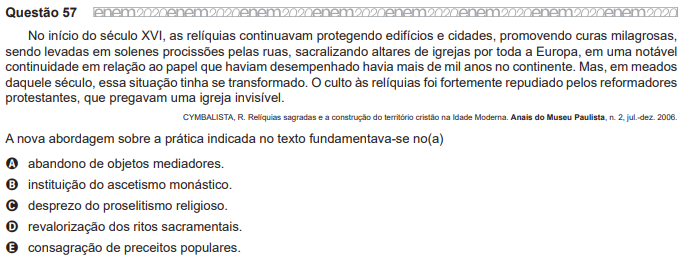 Questão 57 enem2020enem2020enem2020enem2020enem2020enem2020enem2020enem2020
No início do século XVI, as relíquias continuavam protegendo edifícios e cidades, promovendo curas milagrosas,
sendo levadas em solenes procissões pelas ruas, sacralizando altares de igrejas por toda a Europa, em uma notável
continuidade em relação ao papel que haviam desempenhado havia mais de mil anos no continente. Mas, em meados
daquele século, essa situação tinha se transformado. O culto às relíquias foi fortemente repudiado pelos reformadores
protestantes, que pregavam uma igreja invisível.
CYMBALISTA, R. Relíquias sagradas e a construção do território cristão na Idade Moderna. Anais do Museu Paulista, n. 2, jul.-dez. 2006.
A nova abordagem sobre a prática indicada no texto fundamentava-se no(a)
A abandono de objetos mediadores.
B instituição do ascetismo monástico.
C desprezo do proselitismo religioso.
D revalorização dos ritos sacramentais.
E consagração de preceitos populares.